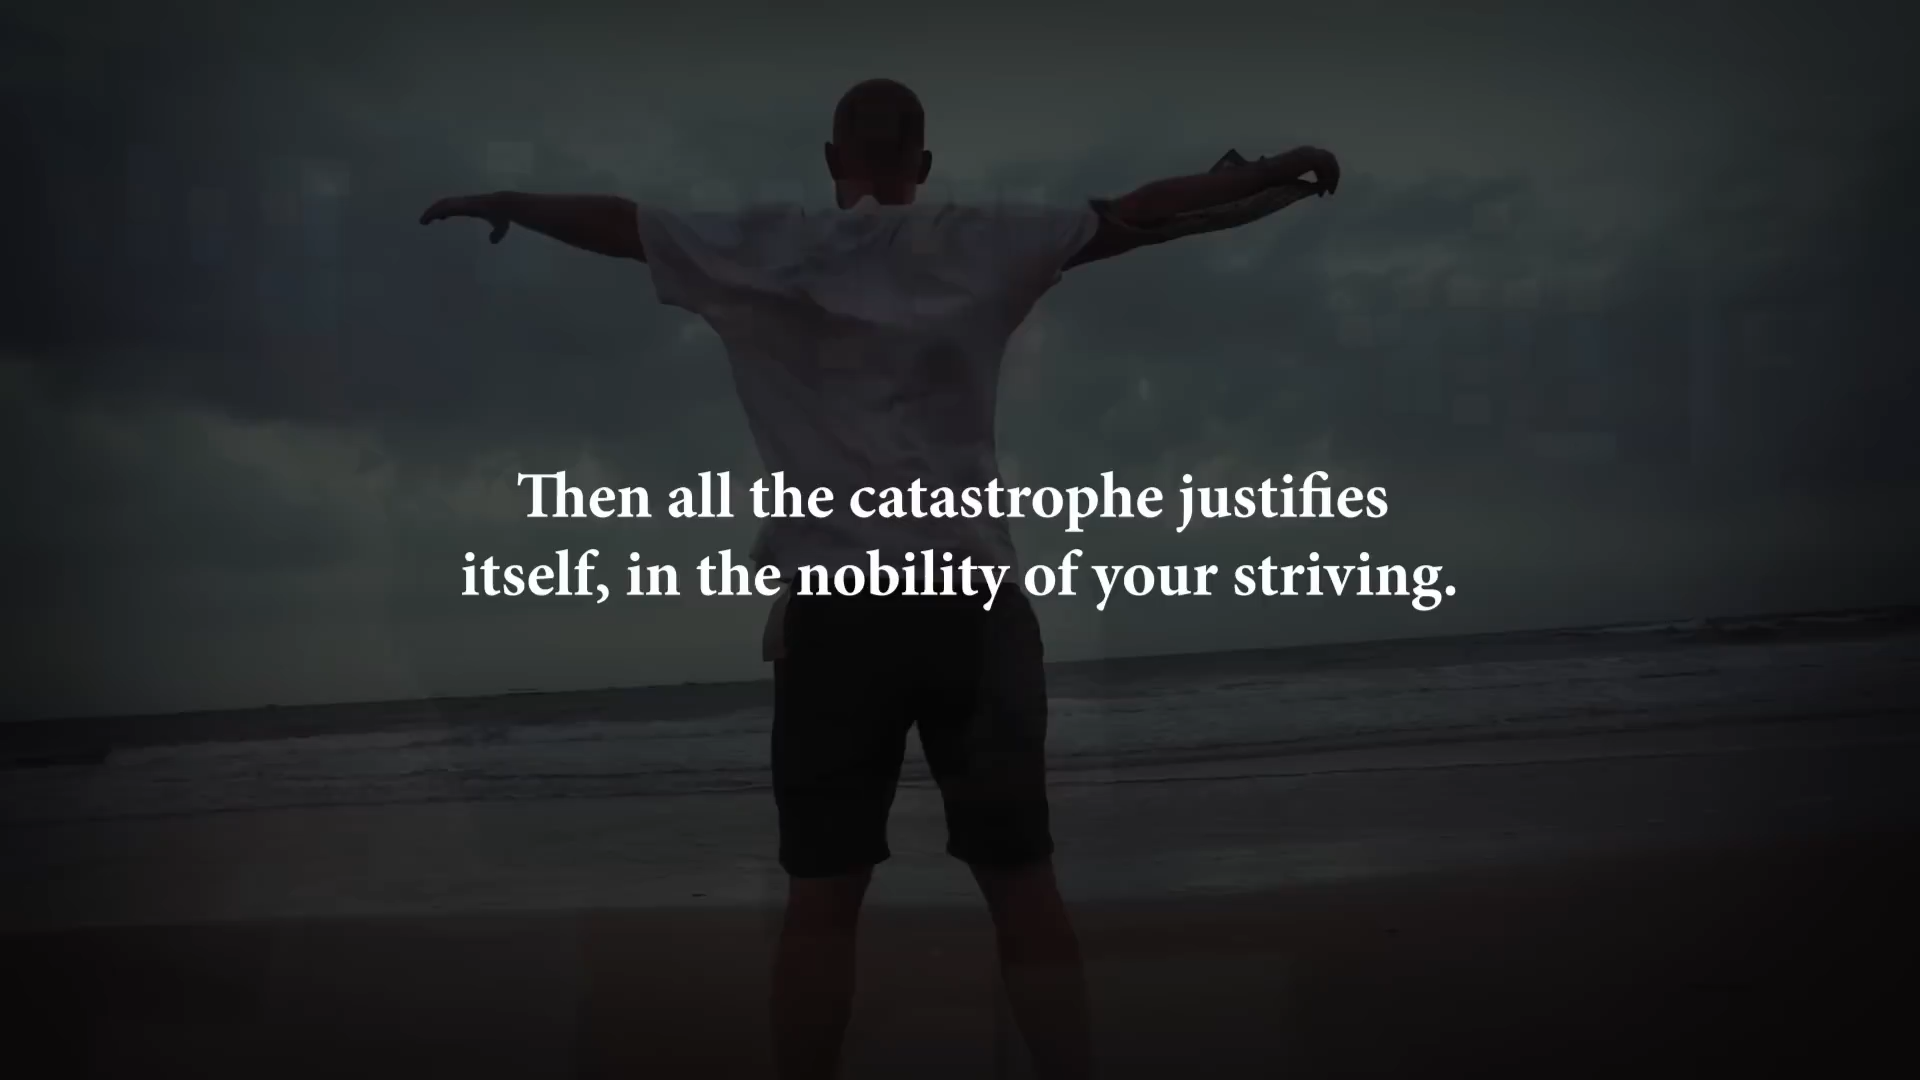 Then all the catastrophe justifies
itself, in the nobility of your striving.